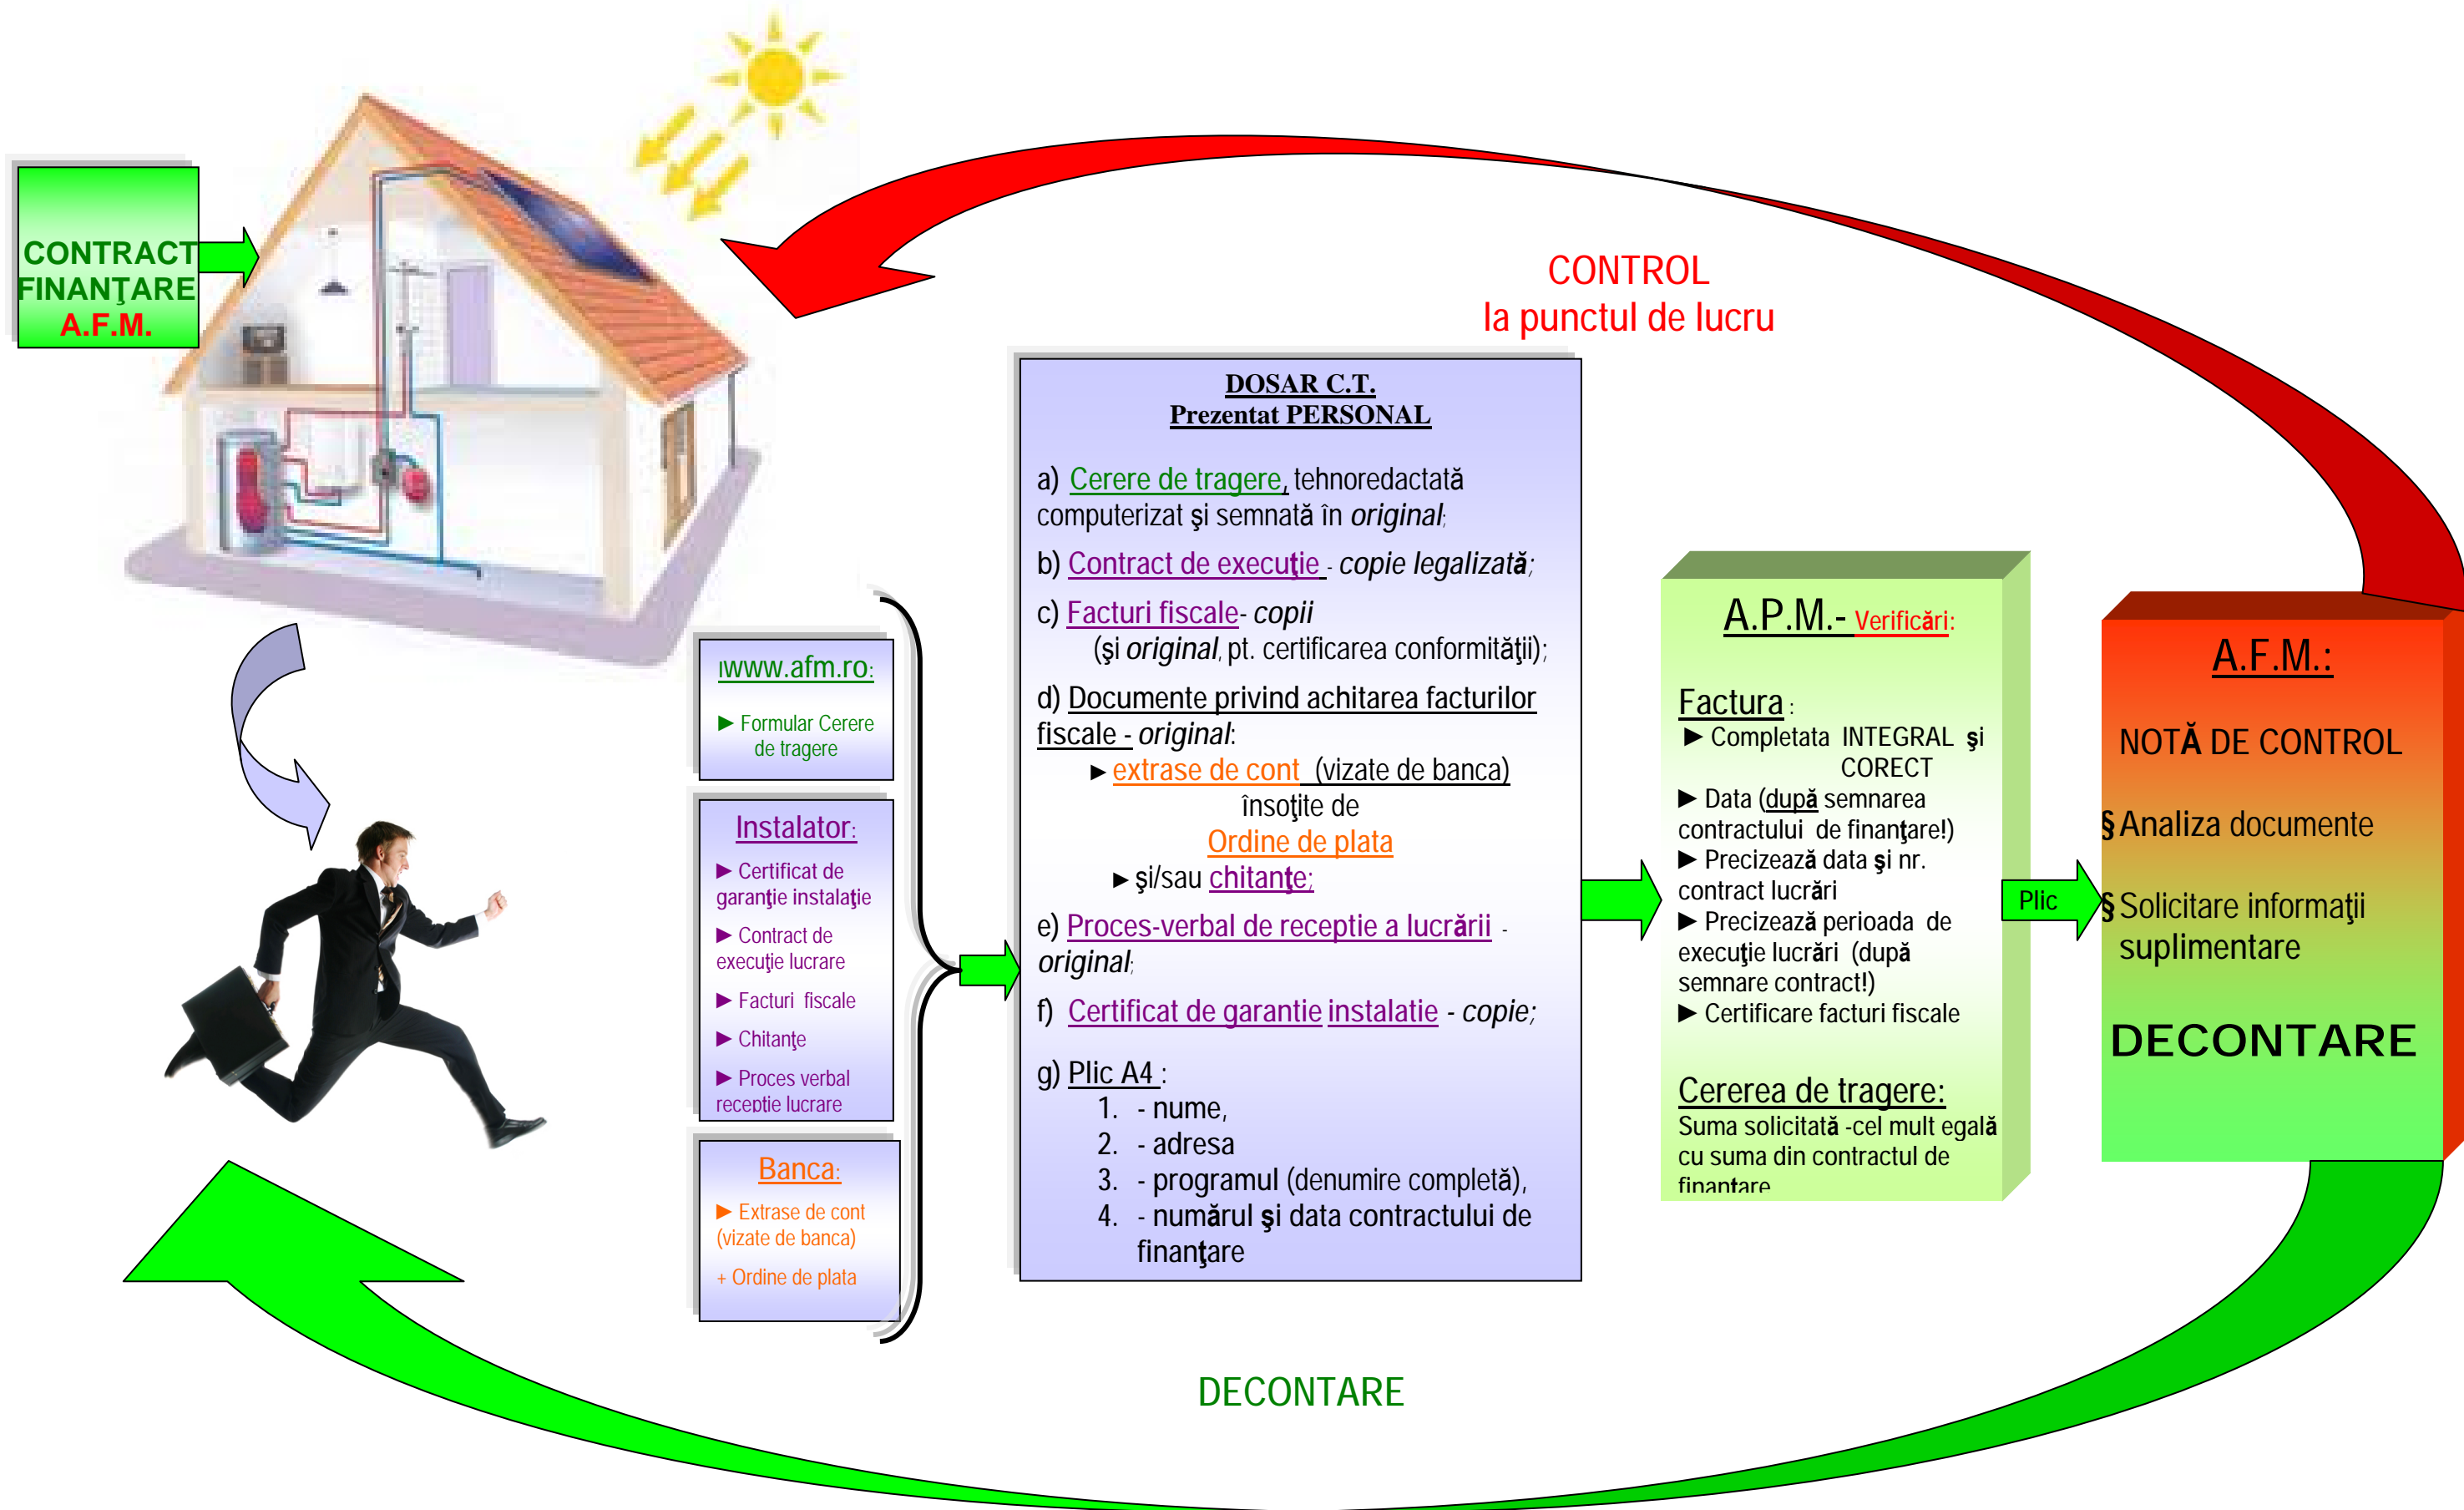 CONTRACT
FINANŢARE
A.F.M.
CONTROL
la punctul de lucru
www.afm.ro:
► Formular Cerere
de tragere
Instalator:
► Certificat de
garanţie instalaţie
► Contract de
execuţie lucrare
► Facturi fiscale
► Chitanţe
► Proces verbal
recepţie lucrare
Banca:
► Extrase de cont
(vizate de banca)
+ Ordine de plata
DOSAR C.T.
Prezentat PERSONAL
a) Cerere de tragere, tehnoredactată
computerizat şi semnată în original;
b) Contract de execuţie - copie legalizată;
c) Facturi fiscale- copii
(şi original, pt. certificarea conformităţii);
d) Documente privind achitarea facturilor
fiscale - original:
► extrase de cont (vizate de banca)
însoţite de
Ordine de plata
► şi/sau chitanţe;
e) Proces-verbal de receptie a lucrării -
original;
f) Certificat de garantie instalatie - copie;
g) Plic A4 :
1. - nume,
2. - adresa
3. - programul (denumire completă),
4. - numărul şi data contractului de
finanţare
A.P.M.- Verificări:
Factura :
► Completata INTEGRAL şi
CORECT
► Data (după semnarea
contractului de finanţare!)
► Precizează data şi nr.
contract lucrări
► Precizează perioada de
execuţie lucrări (după
semnare contract!)
► Certificare facturi fiscale
Cererea de tragere:
Suma solicitată -cel mult egală
cu suma din contractul de
finanţare
Plic
A.F.M.:
NOTĂ DE CONTROL
§ Analiza documente
§ Solicitare informaţii
suplimentare
DECONTARE
DECONTARE